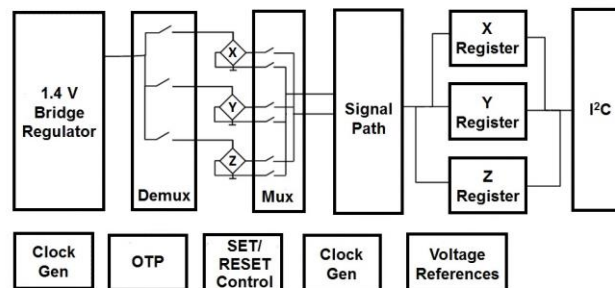 1.4 V
Bridge
Regulator
Demux
X
Y
Z
Mux
Signal
Path
X
Register
Y
Register
Z
Register
I²C
Clock
Gen
OTP
SET/
RESET
Control
Clock
Gen
Voltage
References